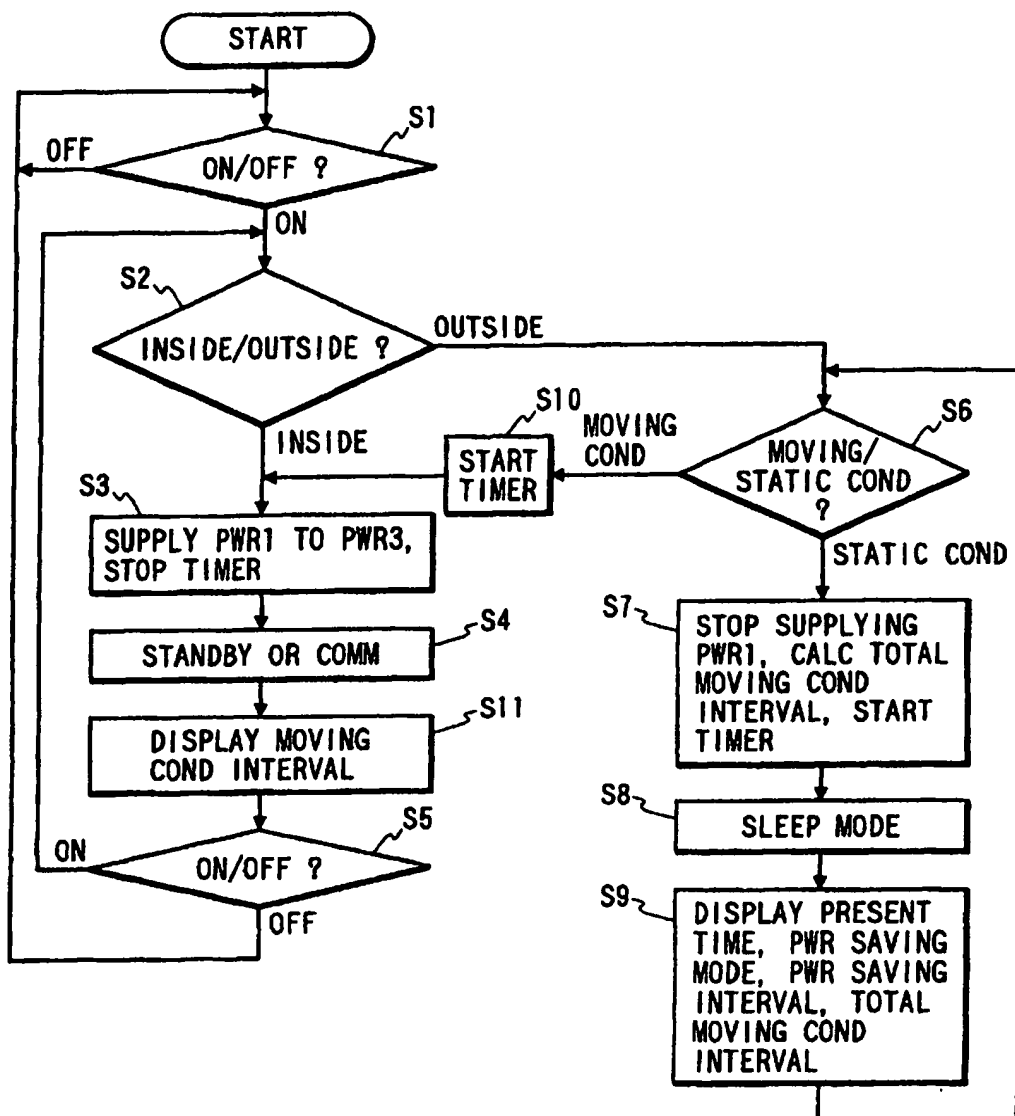 START
S1
OFF
ON/OFF ?
ON
S2
INSIDE/OUTSIDE ?
OUTSIDE
INSIDE
S10
START
TIMER
MOVING
COND
S6
MOVING/
STATIC COND
?
STATIC COND
S3
SUPPLY PWR1 TO PWR3,
STOP TIMER
S4
STANDBY OR COMM
S11
DISPLAY MOVING
COND INTERVAL
S5
ON
ON/OFF ?
OFF
S7
STOP SUPPLYING
PWR1, CALC TOTAL
MOVING COND
INTERVAL, START
TIMER
S8
SLEEP MODE
S9
DISPLAY PRESENT
TIME, PWR SAVING
MODE, PWR SAVING
INTERVAL, TOTAL
MOVING COND
INTERVAL